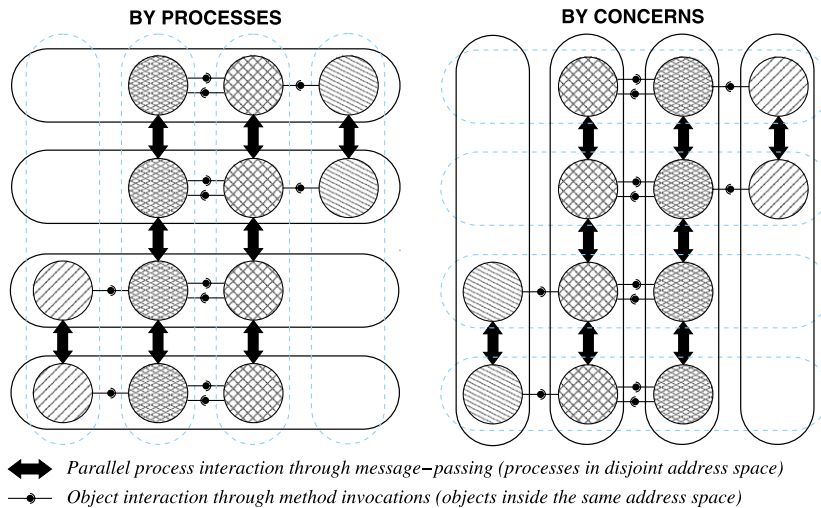 BY PROCESSES
BY CONCERNS
Parallel process interaction through message−passing (processes in disjoint address space)
Object interaction through method invocations (objects inside the same address space)